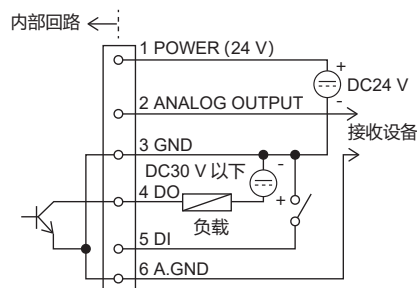 内部回路
1 POWER (24 V)
+
DC24 V
-
2 ANALOG OUTPUT
接收设备
3 GND
DC30 V 以下
-
+
4 DO
负载
5 DI
6 A.GND